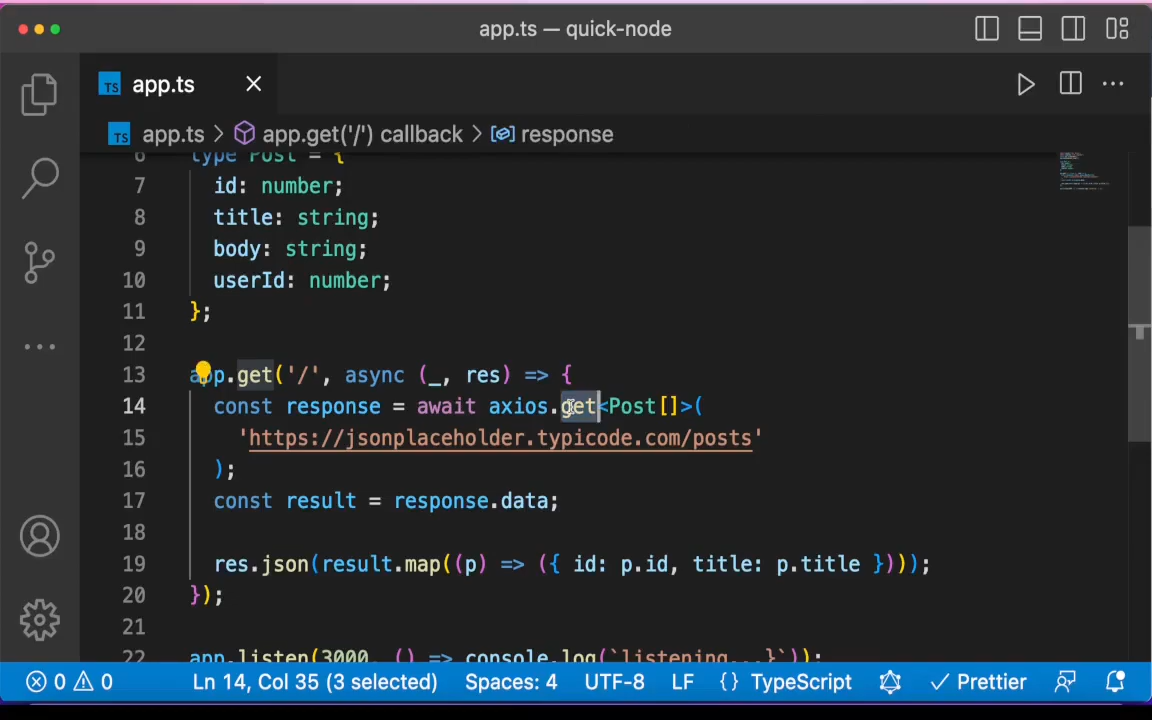 app.ts — quick-node
TS app.ts
TS app.ts > app.get('/') callback > response
6 type Post = {
7 id: number;
8 title: string;
9 body: string;
10 userId: number;
11 };
12
13 app.get('/', async (_, res) => {
14 const response = await axios.get<Post[]>(
15 'https://jsonplaceholder.typicode.com/posts'
16 );
17 const result = response.data;
18
19 res.json(result.map((p) => ({ id: p.id, title: p.title })));
20 });
21
22 app.listen(3000, () => console.log(`listening...}`));
0 0 Ln 14, Col 35 (3 selected) Spaces: 4 UTF-8 LF {} TypeScript Prettier